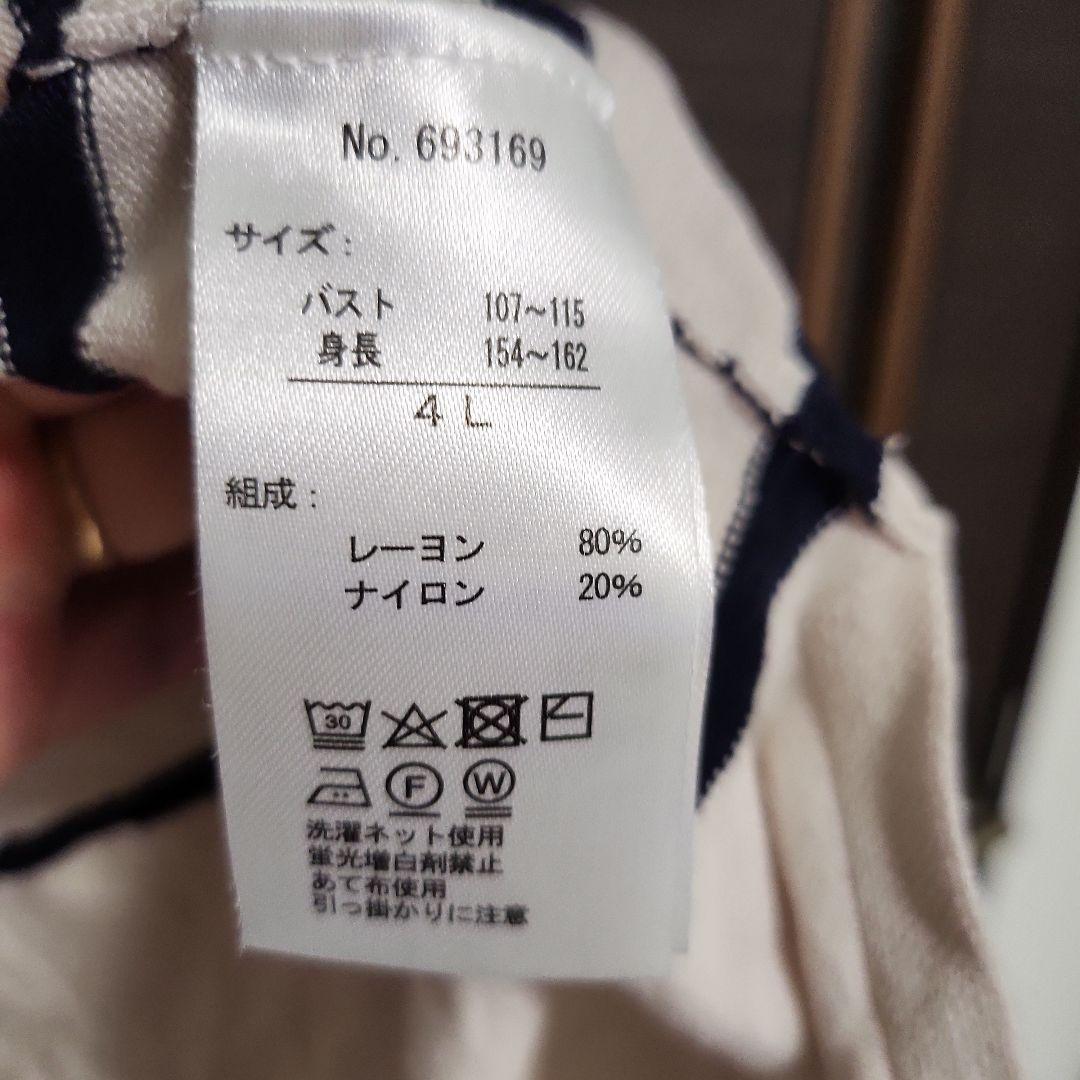 No. 693169
サイズ:
バスト 107~115
身長 154~162
4L
組成:
レーヨン 80%
ナイロン 20%
30
F W
洗濯ネット使用
蛍光増白剤禁止
あて布使用
引っ掛かりに注意